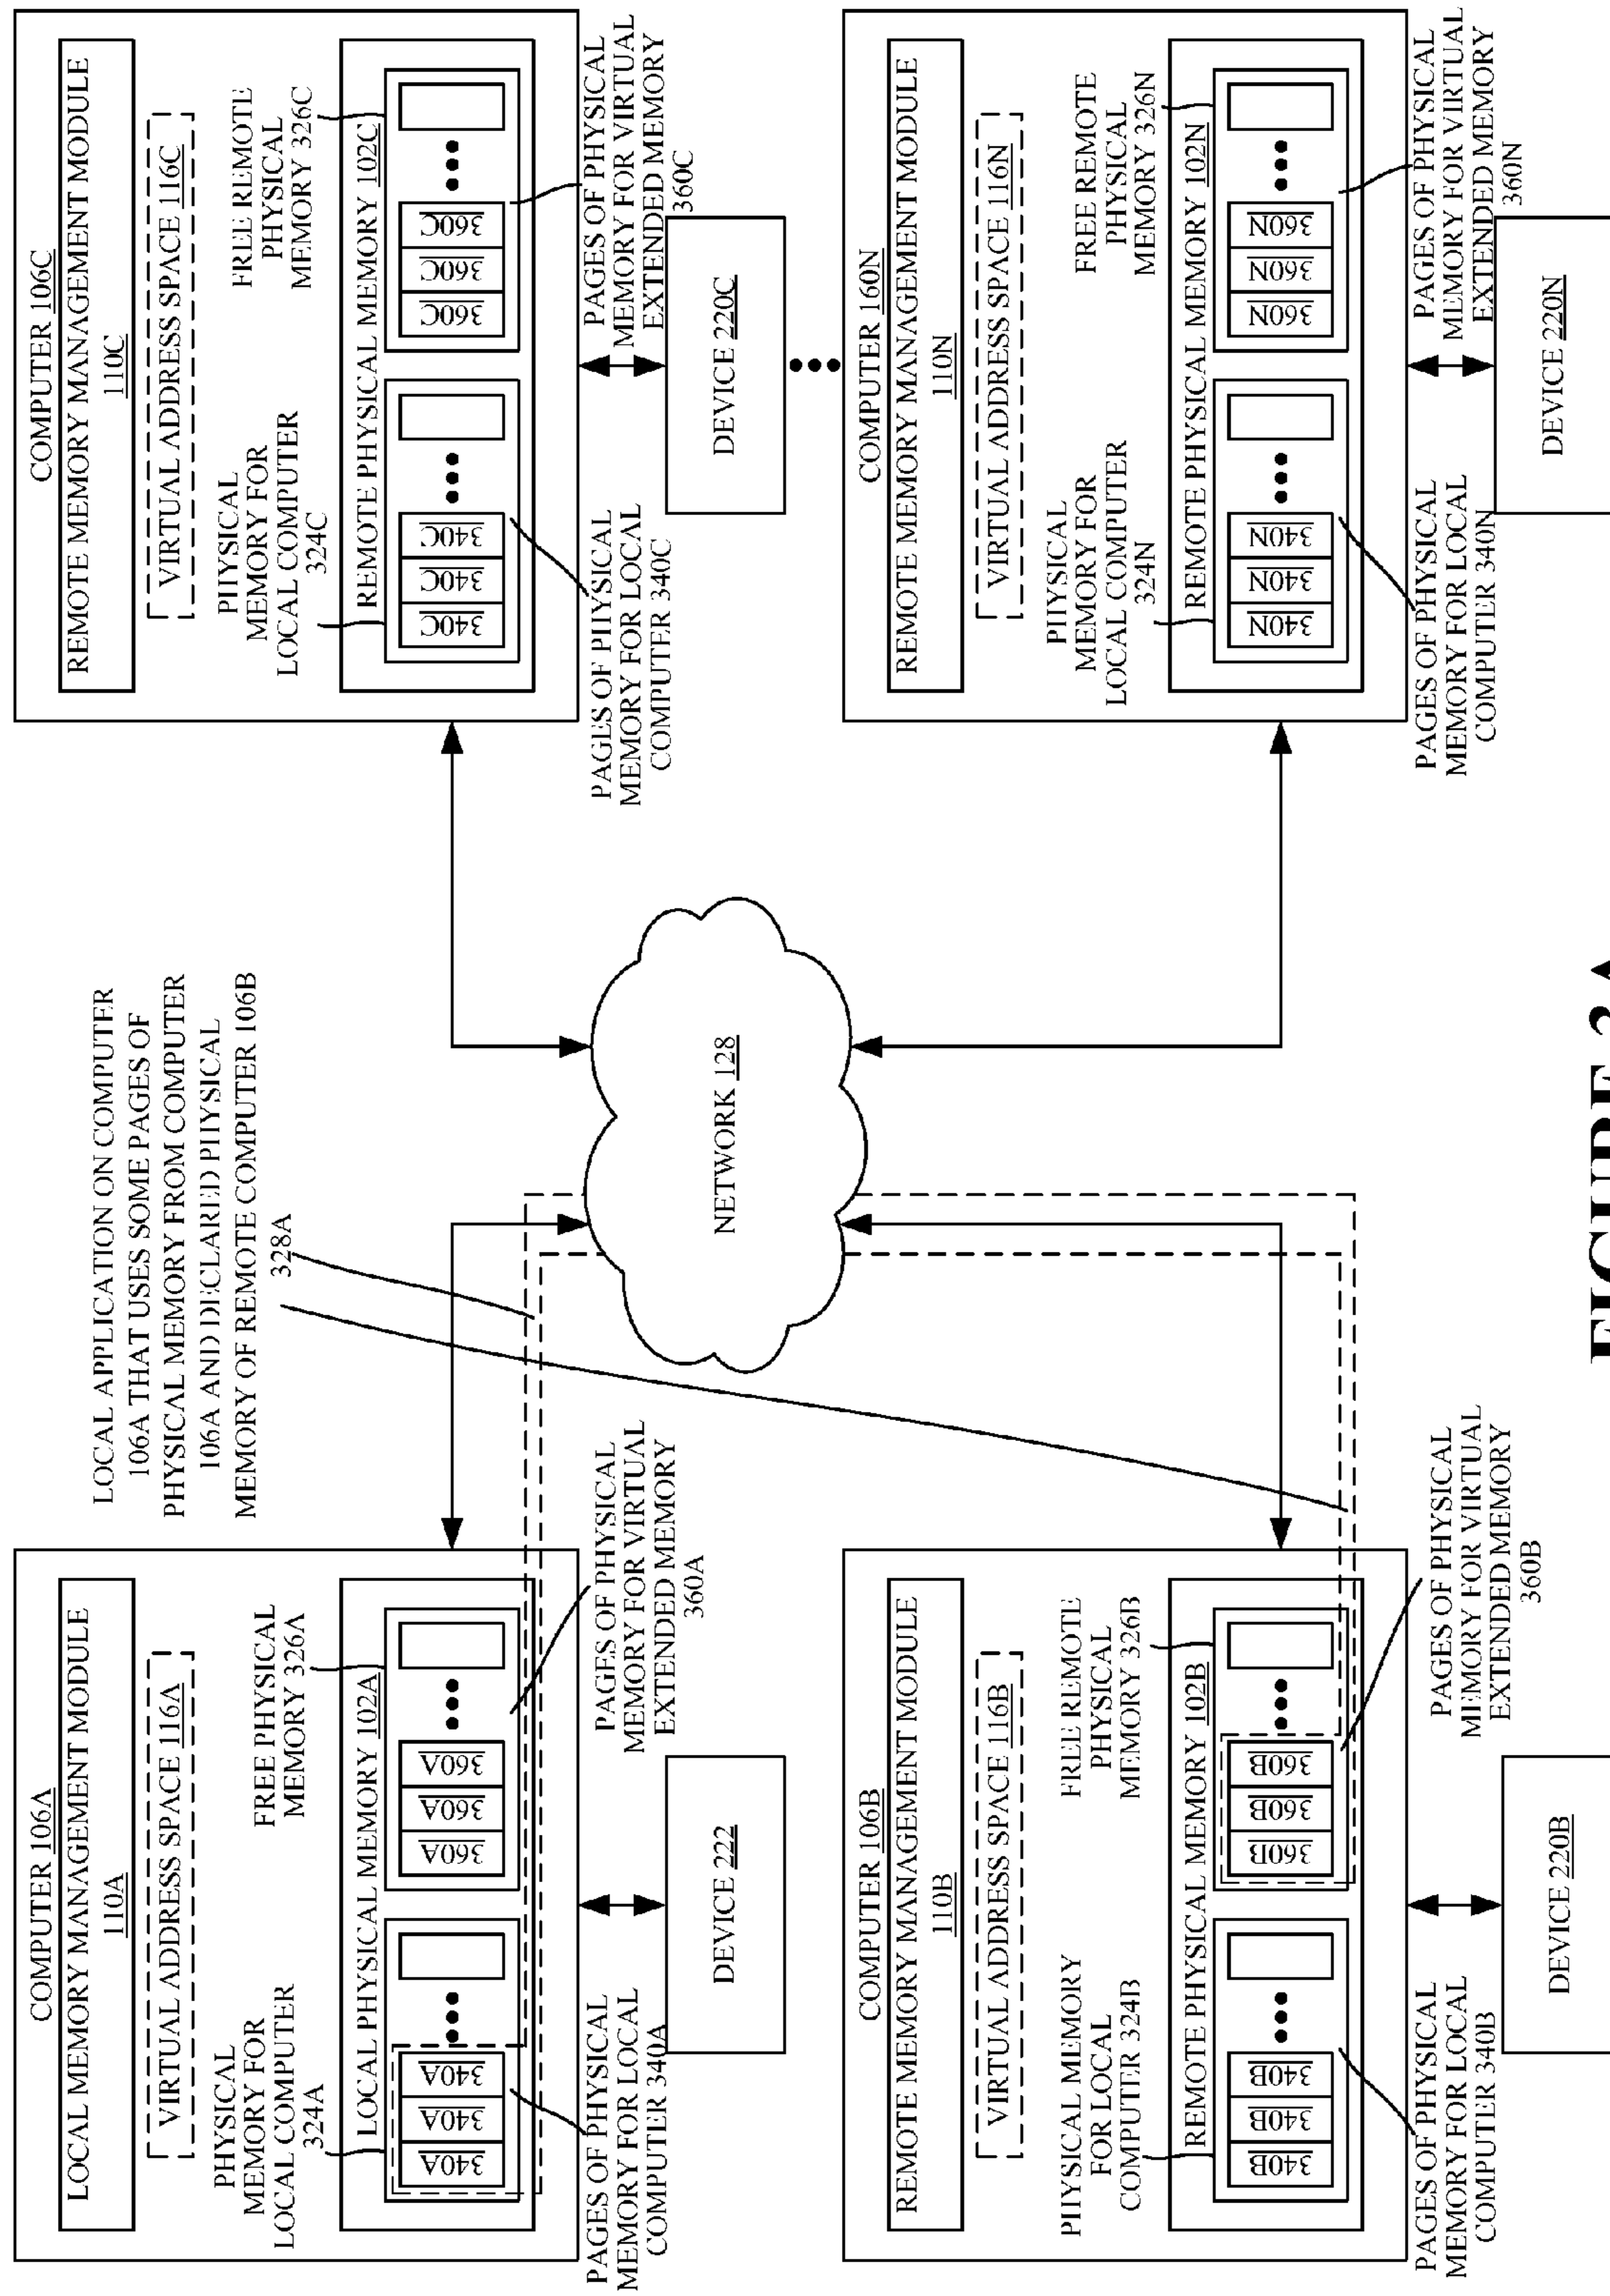 COMPUTER 106A
LOCAL MEMORY MANAGEMENT MODULE
110A
VIRTUAL ADDRESS SPACE 116A
PHYSICAL
MEMORY FOR
LOCAL COMPUTER
324A
FREE PHYSICAL
MEMORY 326A
LOCAL PHYSICAL MEMORY 102A
340A 340A 340A
360A 360A 360A
PAGES OF PHYSICAL
MEMORY FOR LOCAL
COMPUTER 340A
PAGES OF PHYSICAL
MEMORY FOR VIRTUAL
EXTENDED MEMORY
360A
DEVICE 222
LOCAL APPLICATION ON COMPUTER
106A THAT USES SOME PAGES OF
PHYSICAL MEMORY FROM COMPUTER
106A AND DECLARED PHYSICAL
MEMORY OF REMOTE COMPUTER 106B
328A
COMPUTER 106C
REMOTE MEMORY MANAGEMENT MODULE
110C
VIRTUAL ADDRESS SPACE 116C
PHYSICAL
MEMORY FOR
LOCAL COMPUTER
324C
FREE REMOTE
PHYSICAL
MEMORY 326C
REMOTE PHYSICAL MEMORY 102C
340C 340C 340C
360C 360C 360C
PAGES OF PHYSICAL
MEMORY FOR LOCAL
COMPUTER 340C
PAGES OF PHYSICAL
MEMORY FOR VIRTUAL
EXTENDED MEMORY
360C
DEVICE 220C
NETWORK 128
COMPUTER 106B
REMOTE MEMORY MANAGEMENT MODULE
110B
VIRTUAL ADDRESS SPACE 116B
PHYSICAL MEMORY
FOR LOCAL
COMPUTER 324B
FREE REMOTE
PHYSICAL
MEMORY 326B
REMOTE PHYSICAL MEMORY 102B
340B 340B 340B
360B 360B 360B
PAGES OF PHYSICAL
MEMORY FOR LOCAL
COMPUTER 340B
PAGES OF PHYSICAL
MEMORY FOR VIRTUAL
EXTENDED MEMORY
360B
DEVICE 220B
COMPUTER 160N
REMOTE MEMORY MANAGEMENT MODULE
110N
VIRTUAL ADDRESS SPACE 116N
PHYSICAL
MEMORY FOR
LOCAL COMPUTER
324N
FREE REMOTE
PHYSICAL
MEMORY 326N
REMOTE PHYSICAL MEMORY 102N
340N 340N 340N
360N 360N 360N
PAGES OF PHYSICAL
MEMORY FOR LOCAL
COMPUTER 340N
PAGES OF PHYSICAL
MEMORY FOR VIRTUAL
EXTENDED MEMORY
360N
DEVICE 220N
FIGURE 3A